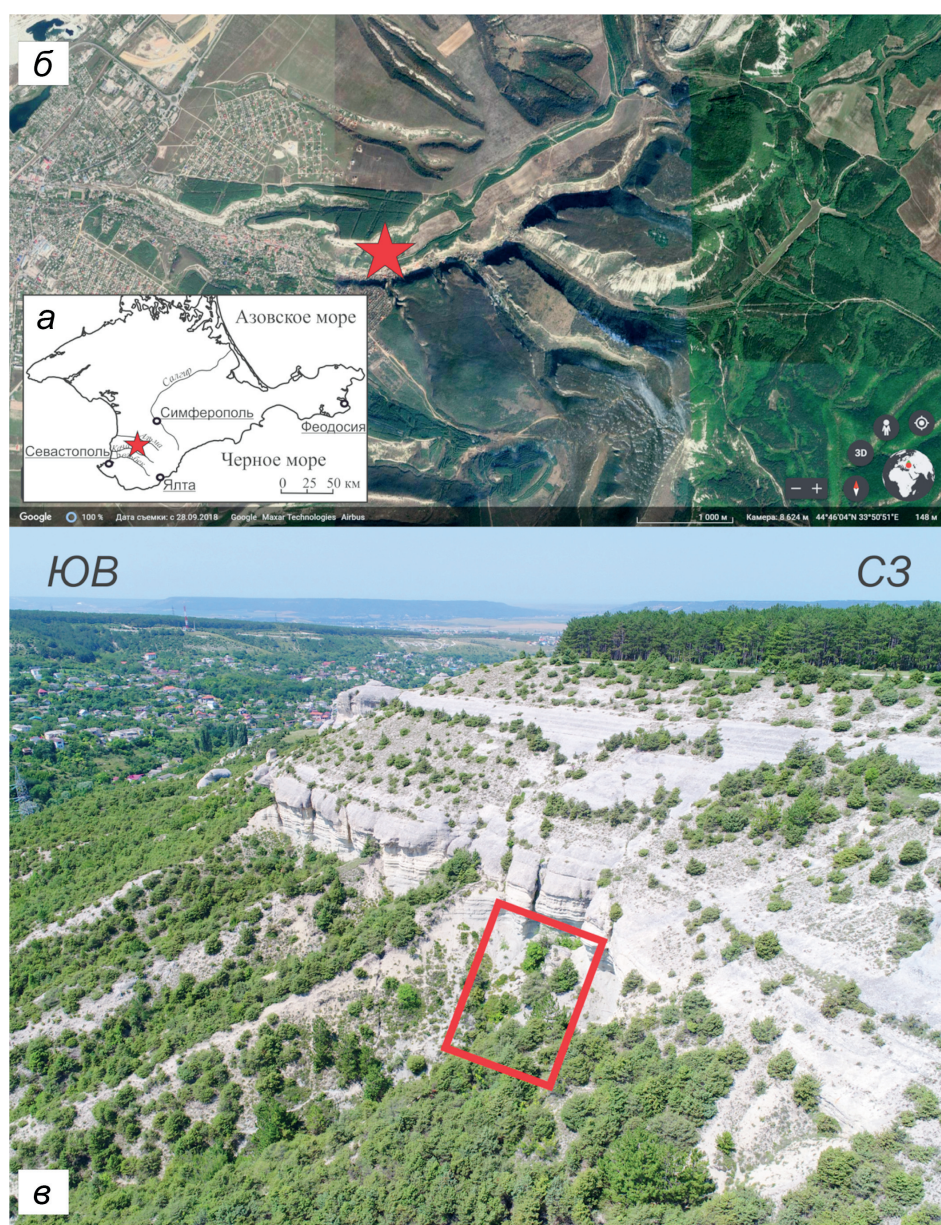 б
а
Азовское море
Салгир
Симферополь
Феодосия
Альма
Севастополь
Черное море
Ялта
0 25 50 км
3D
Google 100 % Дата съемки: с 28.09.2018 Google Maxar Technologies Airbus 1 000 м Камера: 8 624 м 44°46'04"N 33°50'51"E 148 м
ЮВ
СЗ
в